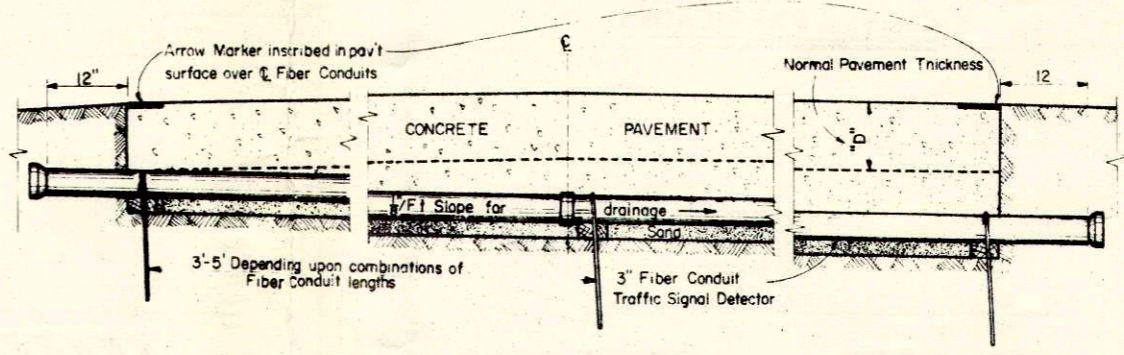 ℄
Arrow Marker inscribed in pav't
surface over ℄ Fiber Conduits
Normal Pavement Thickness
12"
12
CONCRETE
PAVEMENT
"D"
/Ft Slope for
drainage
Sand
3'-5' Depending upon combinations of
Fiber Conduit lengths
3" Fiber Conduit
Traffic Signal Detector